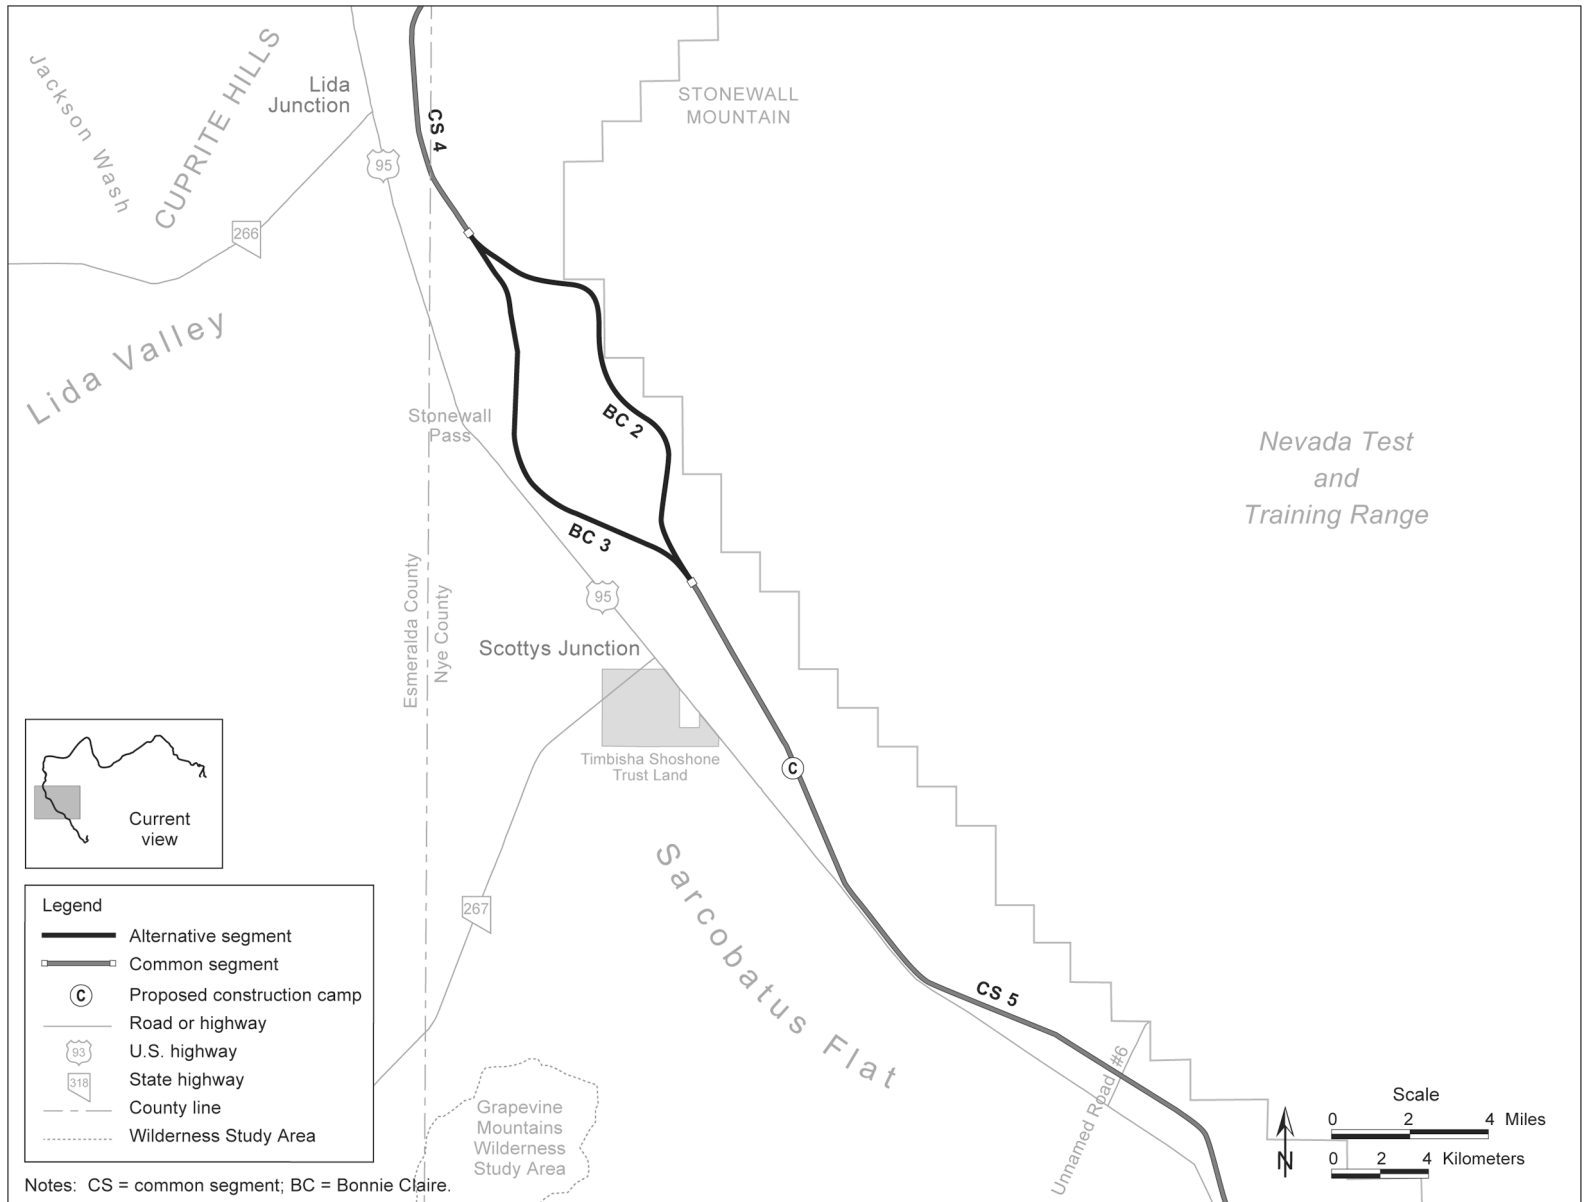 Jackson Wash
CUPRITE HILLS
Lida
Junction
CS 4
STONEWALL
MOUNTAIN
95
266
Lida Valley
Stonewall
Pass
BC 2
Nevada Test
and
Training Range
BC 3
Esmeralda County
Nye County
95
Scottys Junction
Timbisha Shoshone
Trust Land
C
Current
view
Sarcobatus Flat
267
CS 5
Unnamed Road #6
Grapevine
Mountains
Wilderness
Study Area
Legend
Alternative segment
Common segment
C Proposed construction camp
Road or highway
93 U.S. highway
318 State highway
County line
Wilderness Study Area
Scale
0 2 4 Miles
0 2 4 Kilometers
N
Notes: CS = common segment; BC = Bonnie Claire.